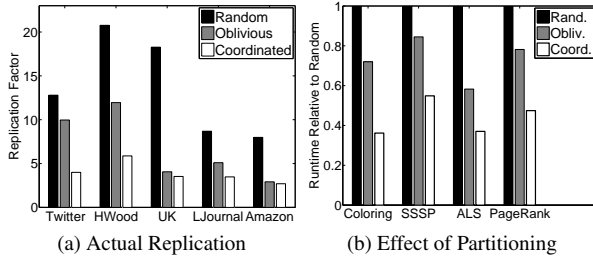 Random
Oblivious
Coordinated
Replication Factor
20
15
10
5
0
Twitter HWood UK LJournal Amazon
(a) Actual Replication
Rand.
Obliv.
Coord.
Runtime Relative to Random
1
0.8
0.6
0.4
0.2
0
Coloring SSSP ALS PageRank
(b) Effect of Partitioning